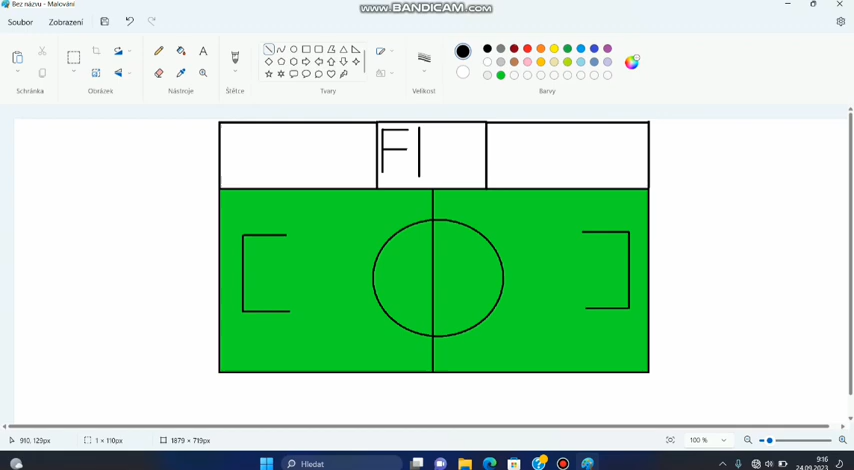 Bez názvu - Malování
www.BANDICAM.com
Soubor Zobrazení
Schránka Obrázek Nástroje Štětce Tvary Velikost Barvy
FI
910, 129px 1 × 110px 1879 × 719px 100 %
Hledat 9:16
24.09.2023